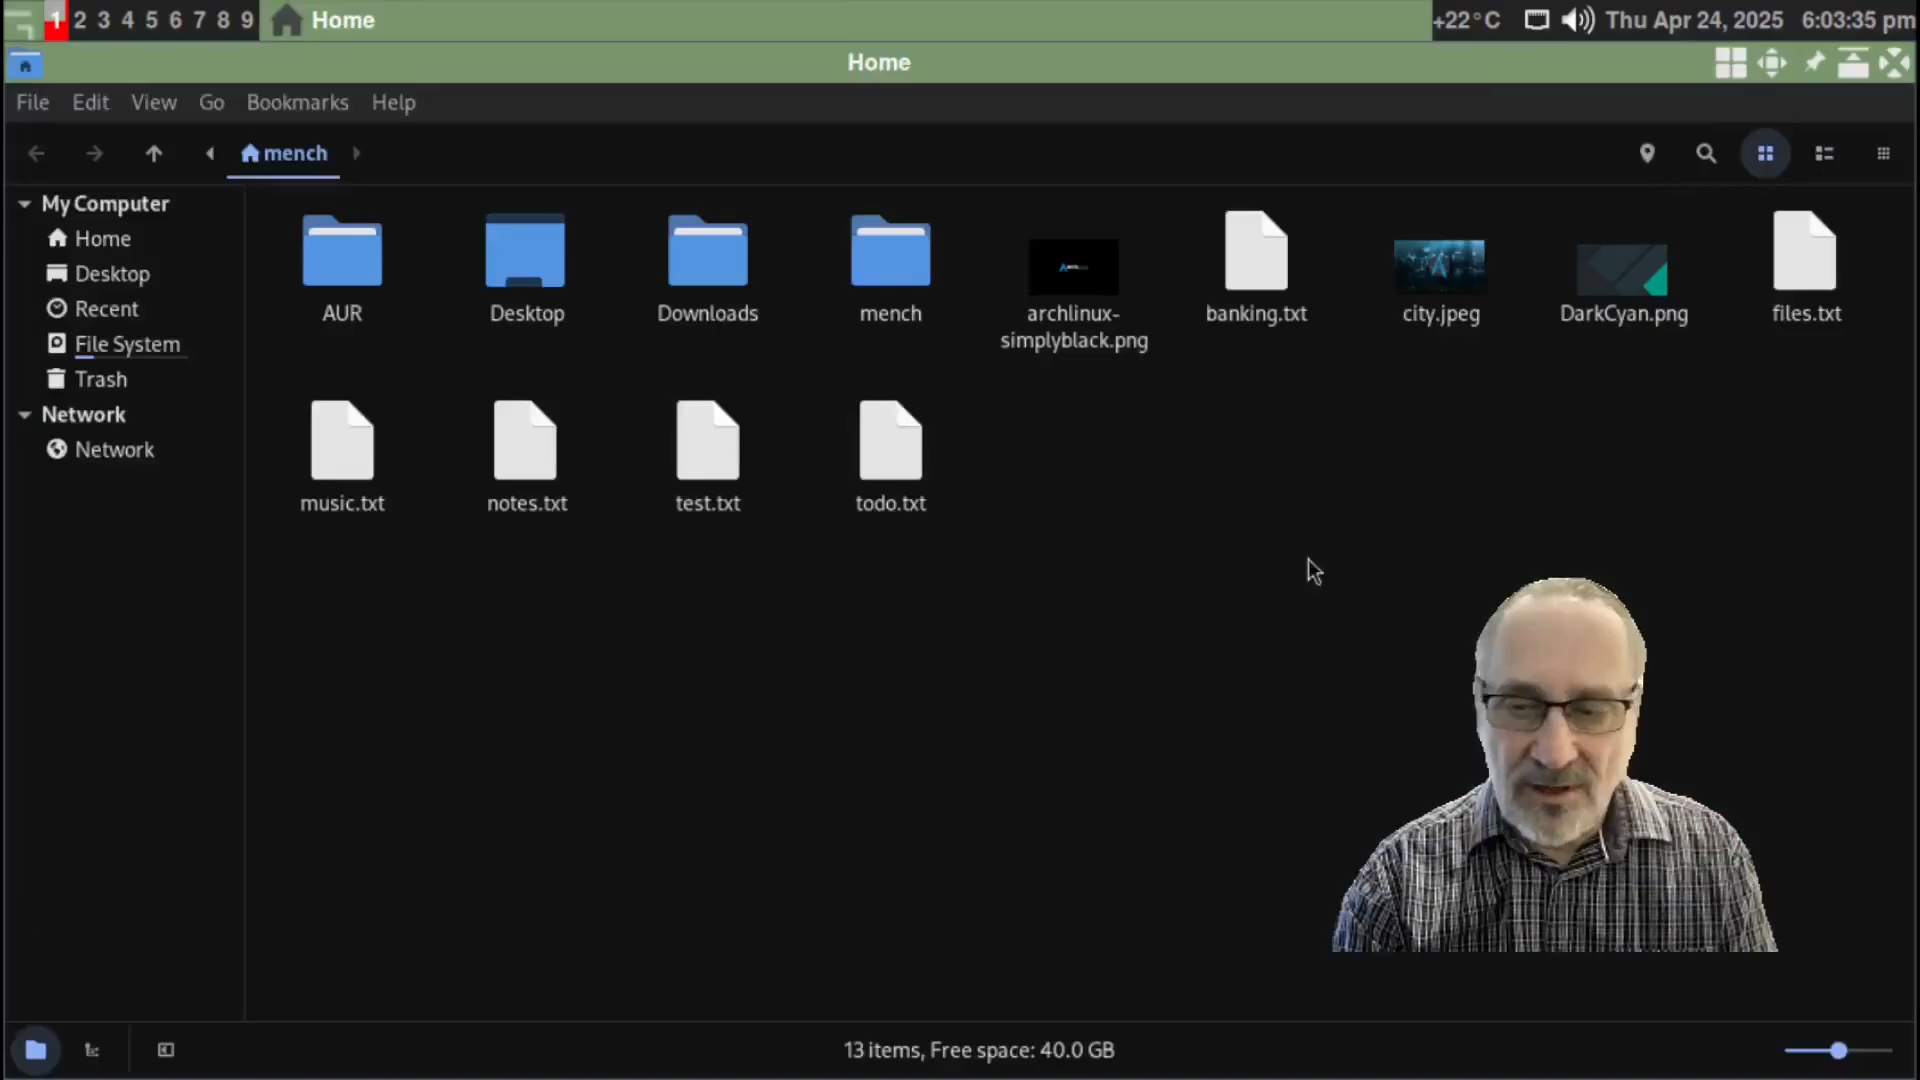 1 2 3 4 5 6 7 8 9 Home +22°C Thu Apr 24, 2025 6:03:35 pm
Home
File Edit View Go Bookmarks Help
mench
My Computer
Home
Desktop
Recent
File System
Trash
Network
Network
AUR Desktop Downloads mench archlinux-simplyblack.png banking.txt city.jpeg DarkCyan.png files.txt
music.txt notes.txt test.txt todo.txt
13 items, Free space: 40.0 GB